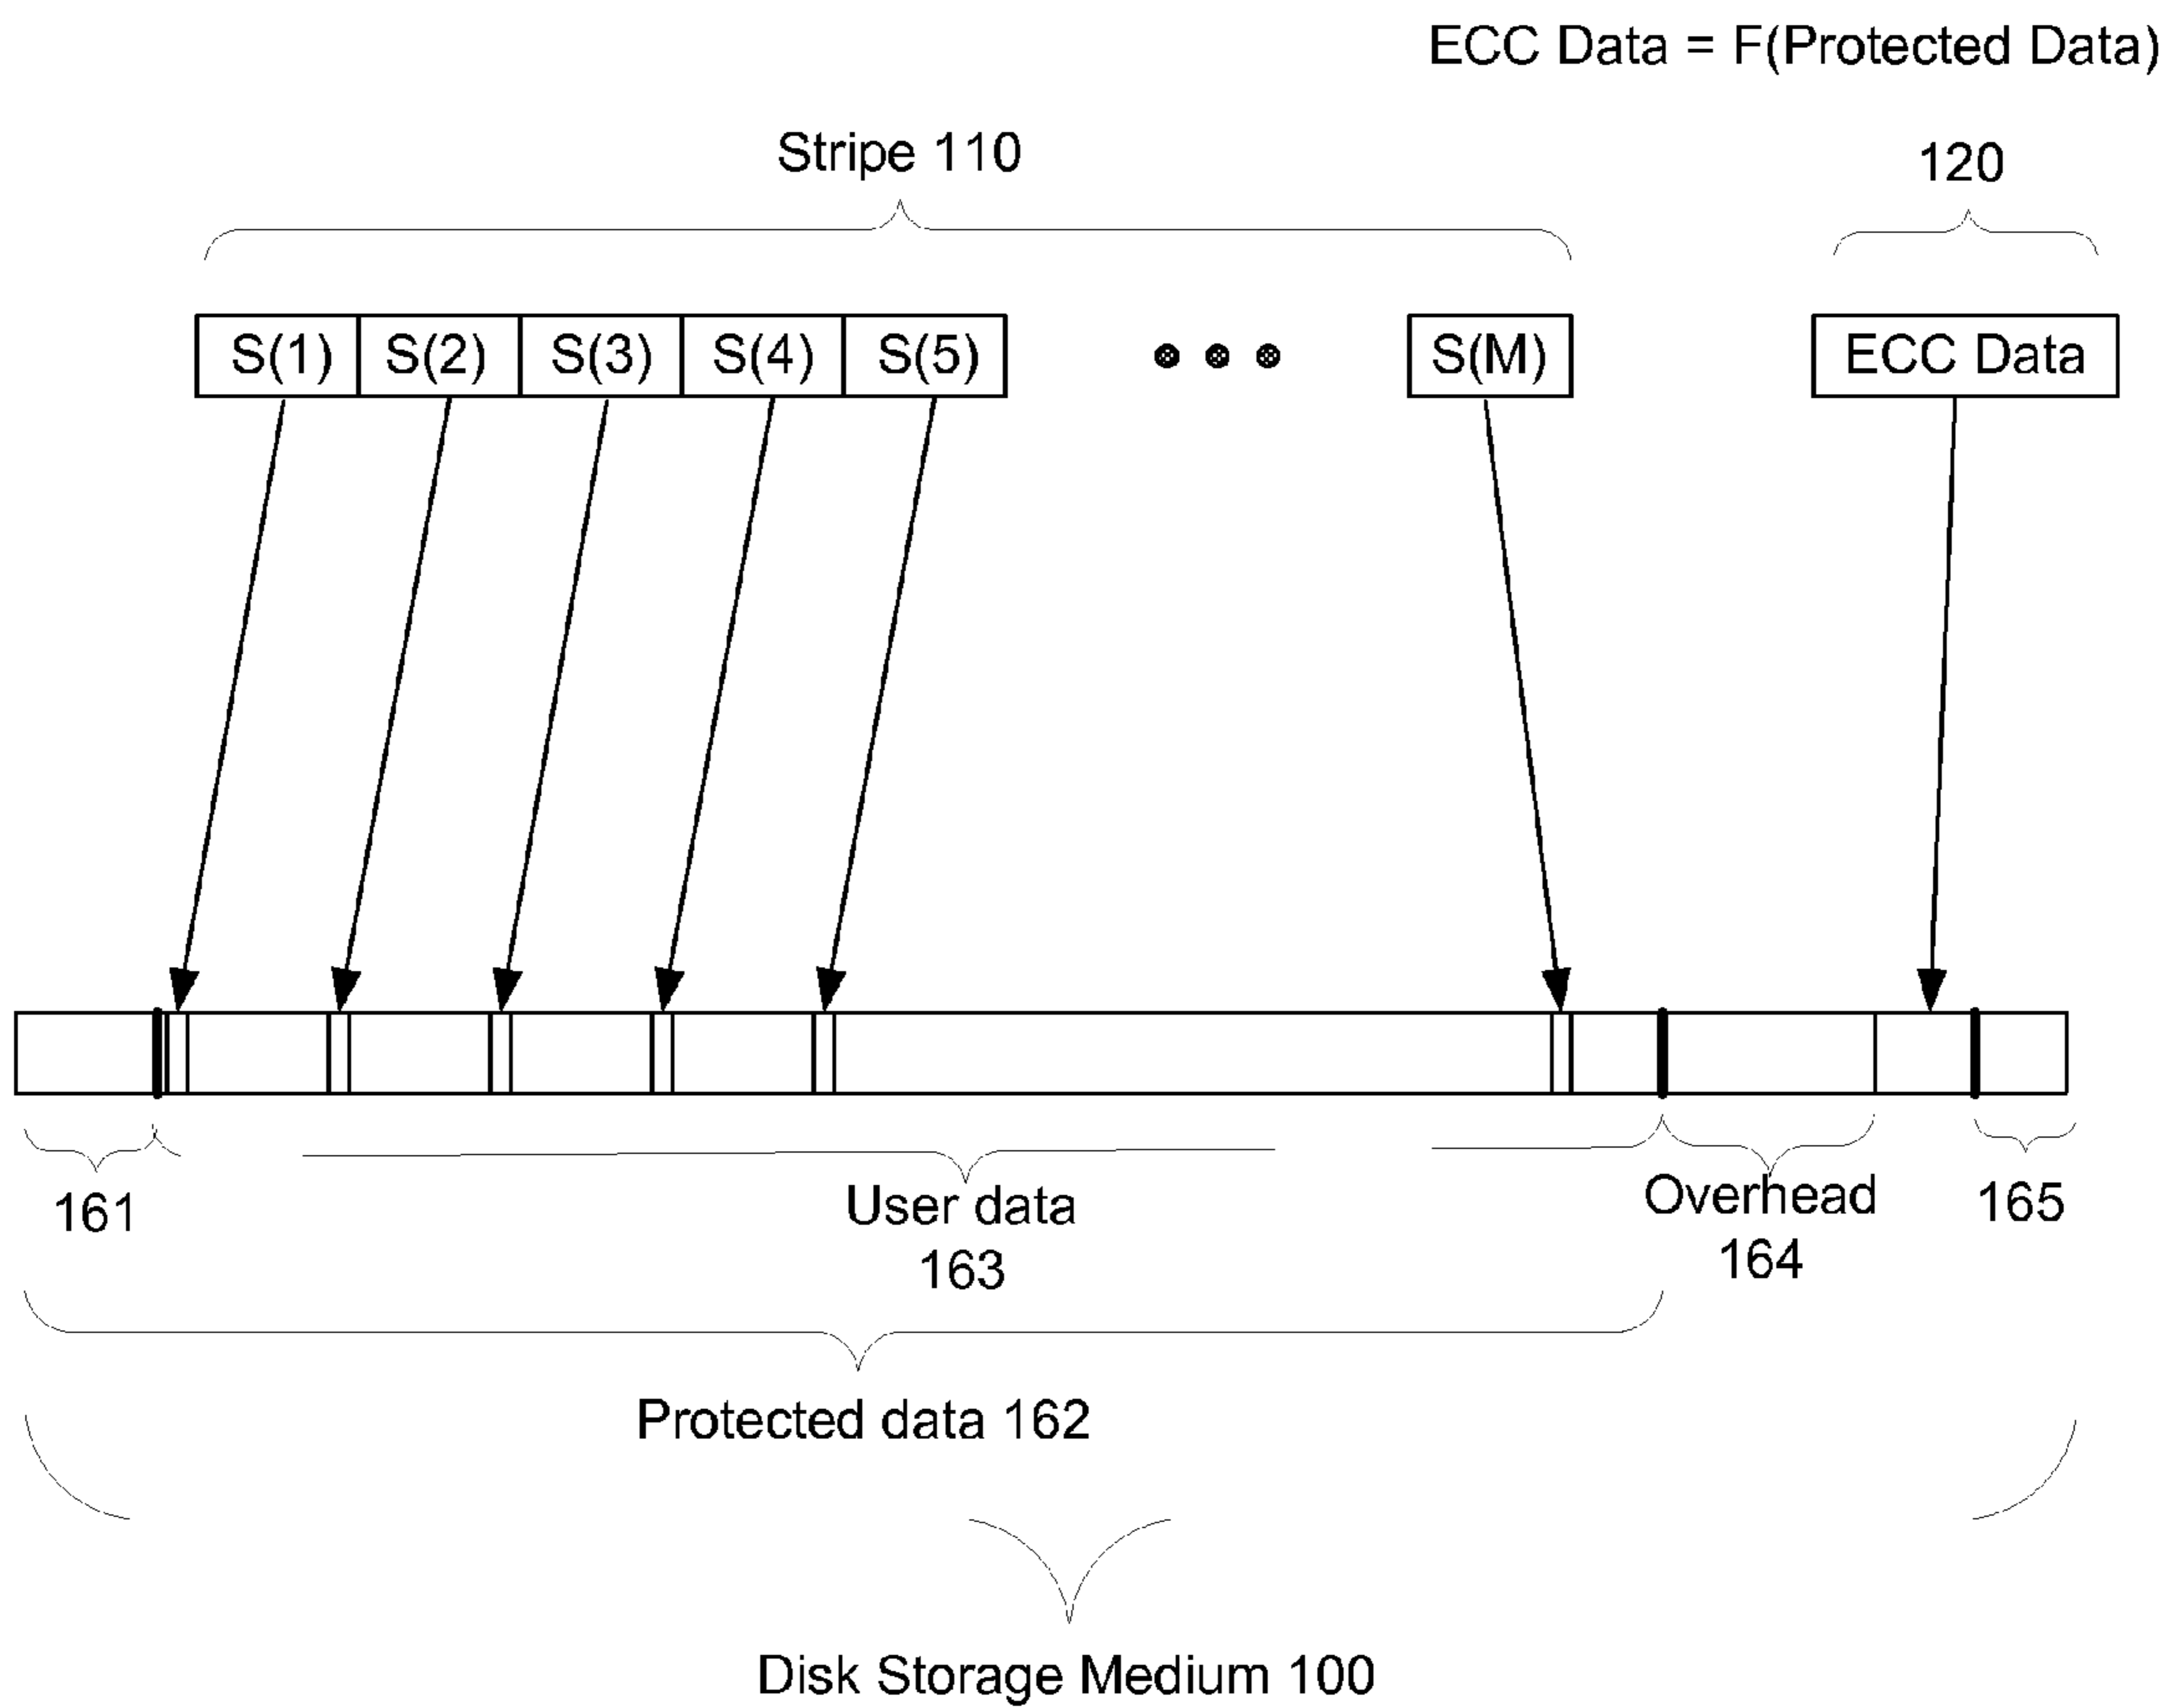 ECC Data = F(Protected Data)
Stripe 110
120
S(1) S(2) S(3) S(4) S(5) S(M) ECC Data
161
User data
163
Overhead
164
165
Protected data 162
Disk Storage Medium 100